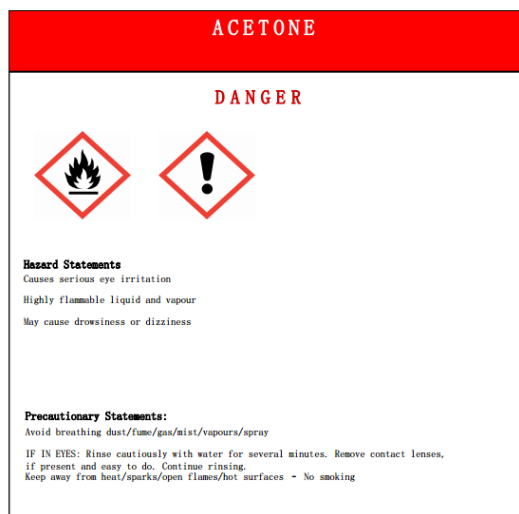 ACETONE
DANGER
Hazard Statements
Causes serious eye irritation
Highly flammable liquid and vapour
May cause drowsiness or dizziness
Precautionary Statements:
Avoid breathing dust/fume/gas/mist/vapours/spray
IF IN EYES: Rinse cautiously with water for several minutes. Remove contact lenses,
if present and easy to do. Continue rinsing.
Keep away from heat/sparks/open flames/hot surfaces - No smoking